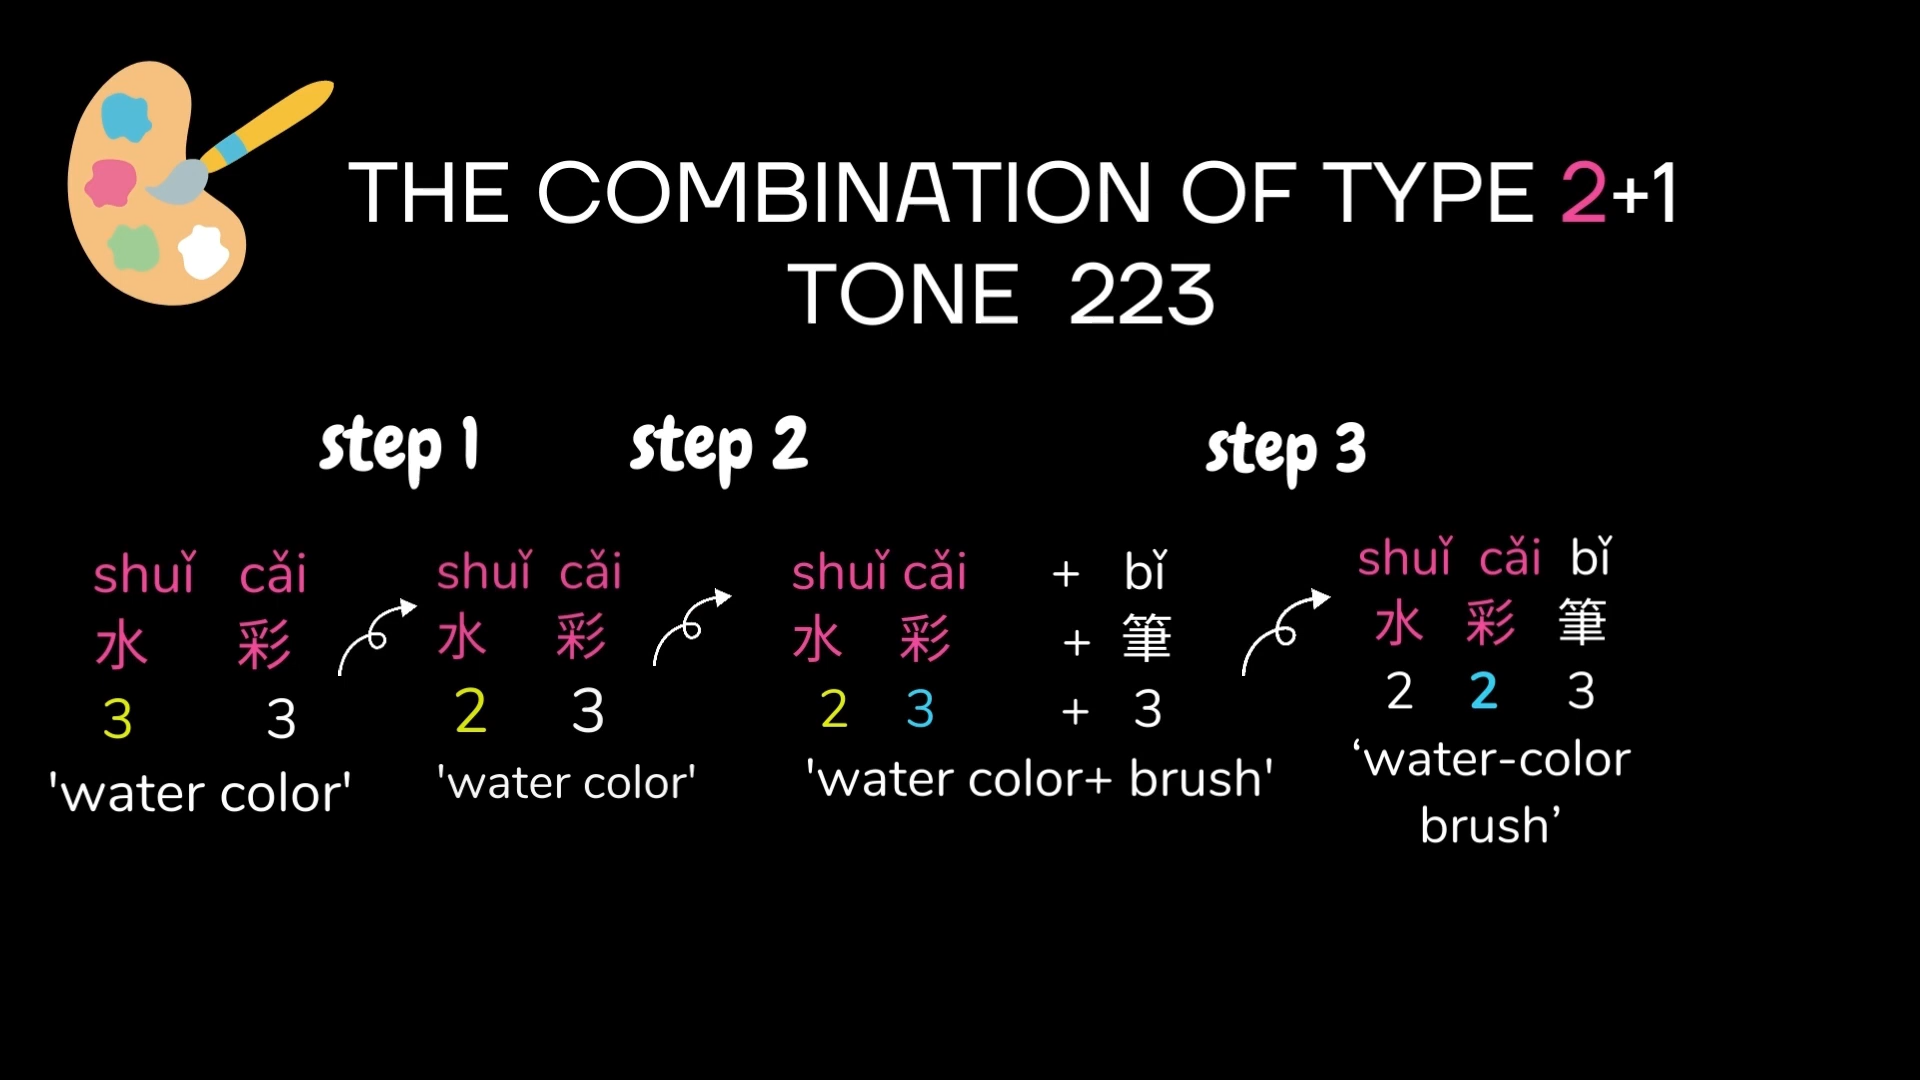 THE COMBINATION OF TYPE 2+1
TONE 223
step 1 step 2 step 3
shuǐ cǎi shuǐ cǎi shuǐ cǎi + bǐ shuǐ cǎi bǐ
水 彩 水 彩 水 彩 + 筆 水 彩 筆
3 3 2 3 2 3 + 3 2 2 3
'water color' 'water color' 'water color+ brush' ‘water-color
brush’